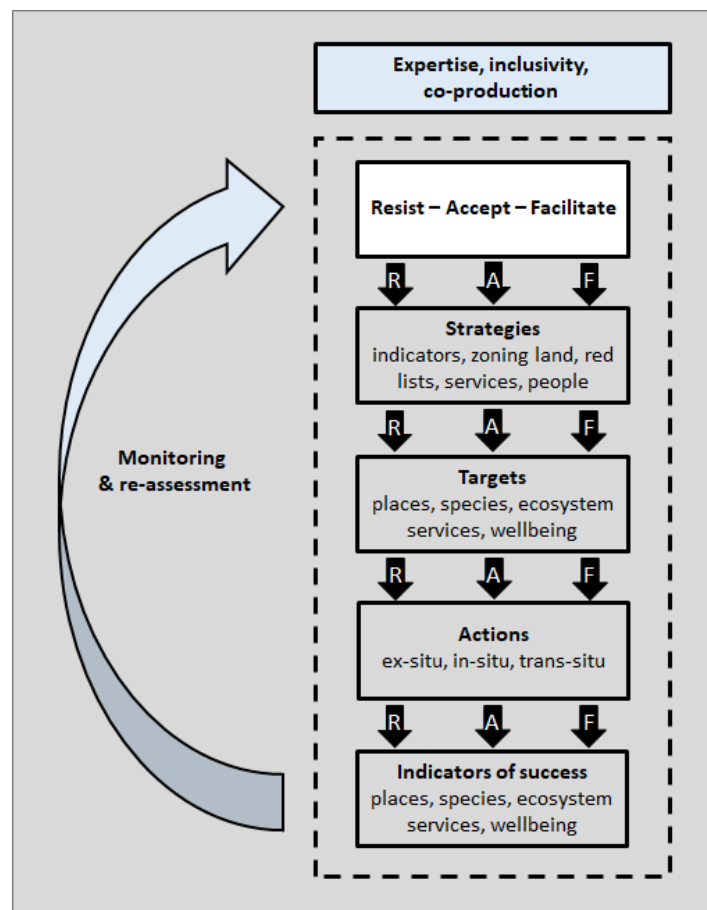 Expertise, inclusivity,
co-production
Resist – Accept – Facilitate
R A F
Strategies
indicators, zoning land, red
lists, services, people
R A F
Monitoring
& re-assessment
Targets
places, species, ecosystem
services, wellbeing
R A F
Actions
ex-situ, in-situ, trans-situ
R A F
Indicators of success
places, species, ecosystem
services, wellbeing